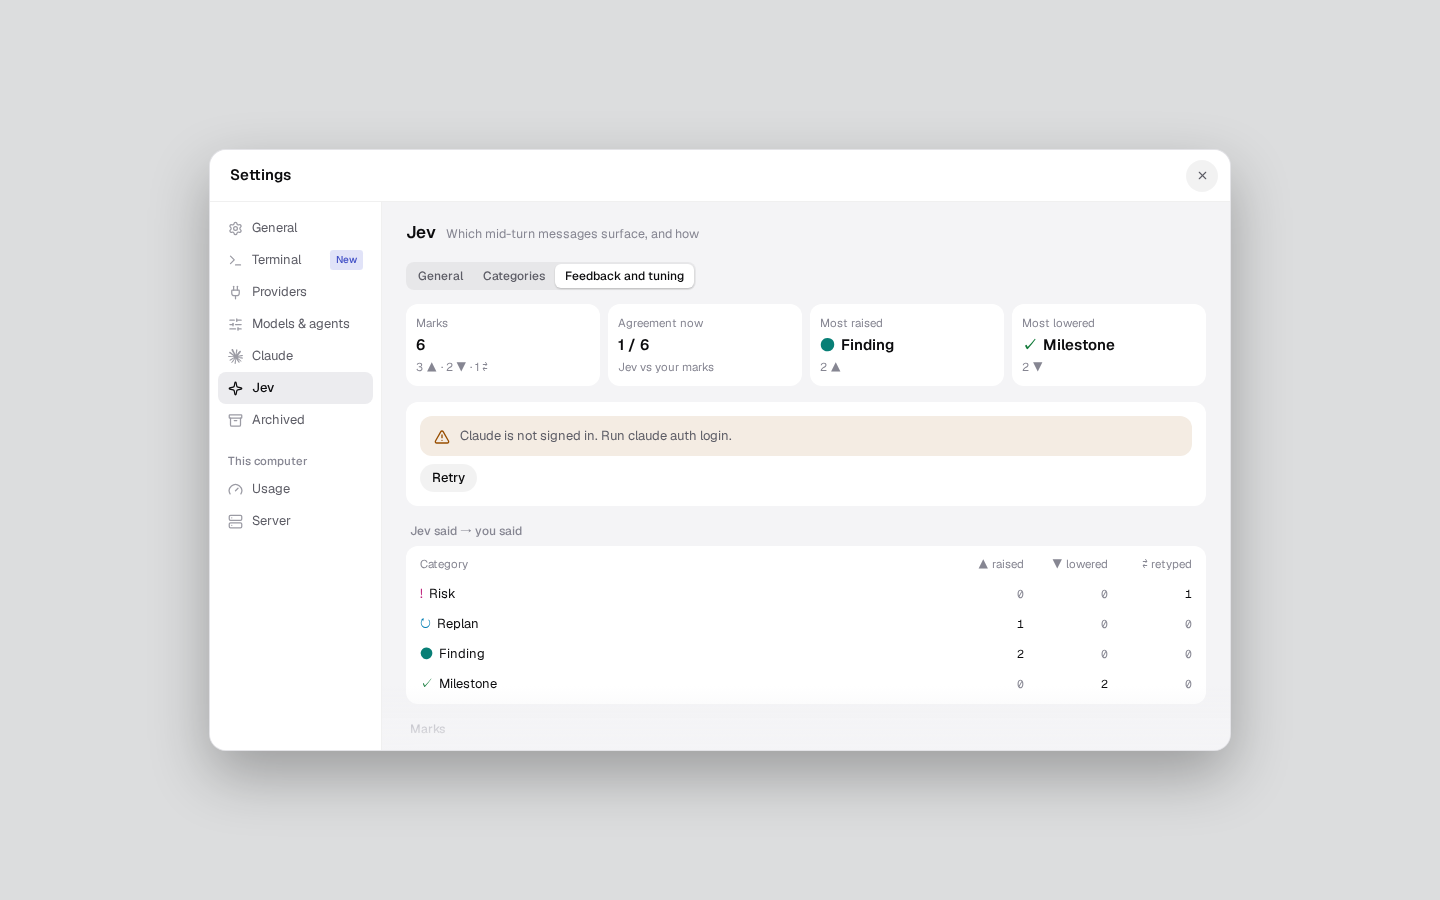 Settings
General
Terminal New
Providers
Models & agents
Claude
Jev
Archived
This computer
Usage
Server
Jev Which mid-turn messages surface, and how
General Categories Feedback and tuning
Marks
6
3 ▲ · 2 ▼ · 1 ⇄
Agreement now
1 / 6
Jev vs your marks
Most raised
● Finding
2 ▲
Most lowered
✓ Milestone
2 ▼
Claude is not signed in. Run claude auth login.
Retry
Jev said → you said
Category ▲ raised ▼ lowered ⇄ retyped
! Risk 0 0 1
↻ Replan 1 0 0
● Finding 2 0 0
✓ Milestone 0 2 0
Marks